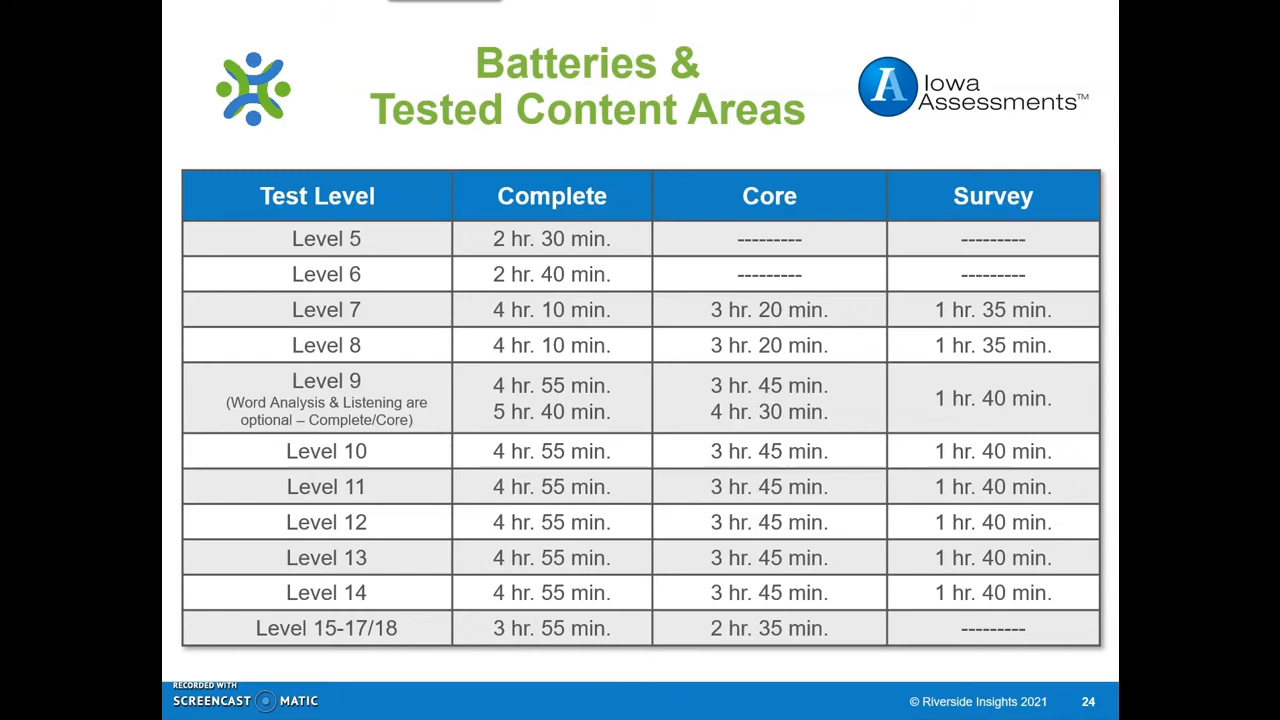 Batteries &
Tested Content Areas
A Iowa
Assessments™
Test Level Complete Core Survey
Level 5 2 hr. 30 min. --------- ---------
Level 6 2 hr. 40 min. --------- ---------
Level 7 4 hr. 10 min. 3 hr. 20 min. 1 hr. 35 min.
Level 8 4 hr. 10 min. 3 hr. 20 min. 1 hr. 35 min.
Level 9
(Word Analysis & Listening are
optional – Complete/Core)
4 hr. 55 min.
5 hr. 40 min.
3 hr. 45 min.
4 hr. 30 min.
1 hr. 40 min.
Level 10 4 hr. 55 min. 3 hr. 45 min. 1 hr. 40 min.
Level 11 4 hr. 55 min. 3 hr. 45 min. 1 hr. 40 min.
Level 12 4 hr. 55 min. 3 hr. 45 min. 1 hr. 40 min.
Level 13 4 hr. 55 min. 3 hr. 45 min. 1 hr. 40 min.
Level 14 4 hr. 55 min. 3 hr. 45 min. 1 hr. 40 min.
Level 15-17/18 3 hr. 55 min. 2 hr. 35 min. ---------
RECORDED WITH
SCREENCAST MATIC
© Riverside Insights 2021 24